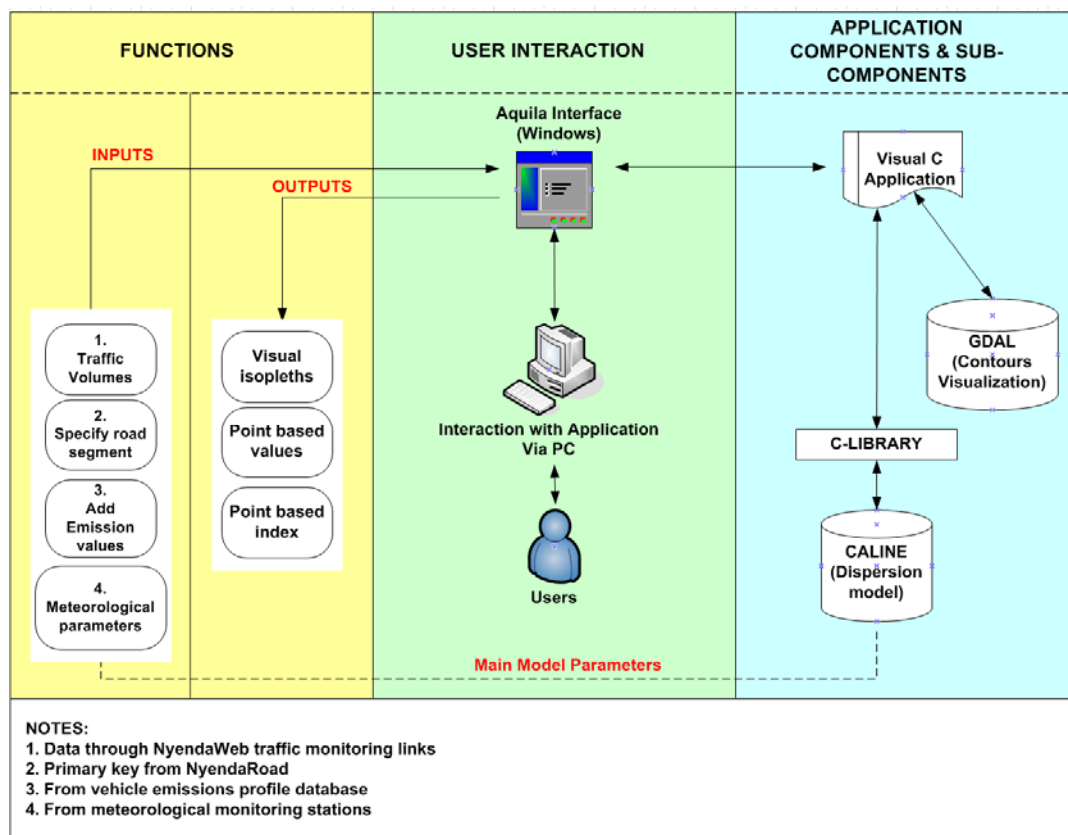 FUNCTIONS
USER INTERACTION
APPLICATION
COMPONENTS & SUB-
COMPONENTS
INPUTS
OUTPUTS
1.
Traffic
Volumes
2.
Specify road
segment
3.
Add
Emission
values
4.
Meteorological
parameters
Visual
isopleths
Point based
values
Point based
index
Aquila Interface
(Windows)
Interaction with Application
Via PC
Users
Visual C
Application
GDAL
(Contours
Visualization)
C-LIBRARY
CALINE
(Dispersion
model)
Main Model Parameters
NOTES:
1. Data through NyendaWeb traffic monitoring links
2. Primary key from NyendaRoad
3. From vehicle emissions profile database
4. From meteorological monitoring stations